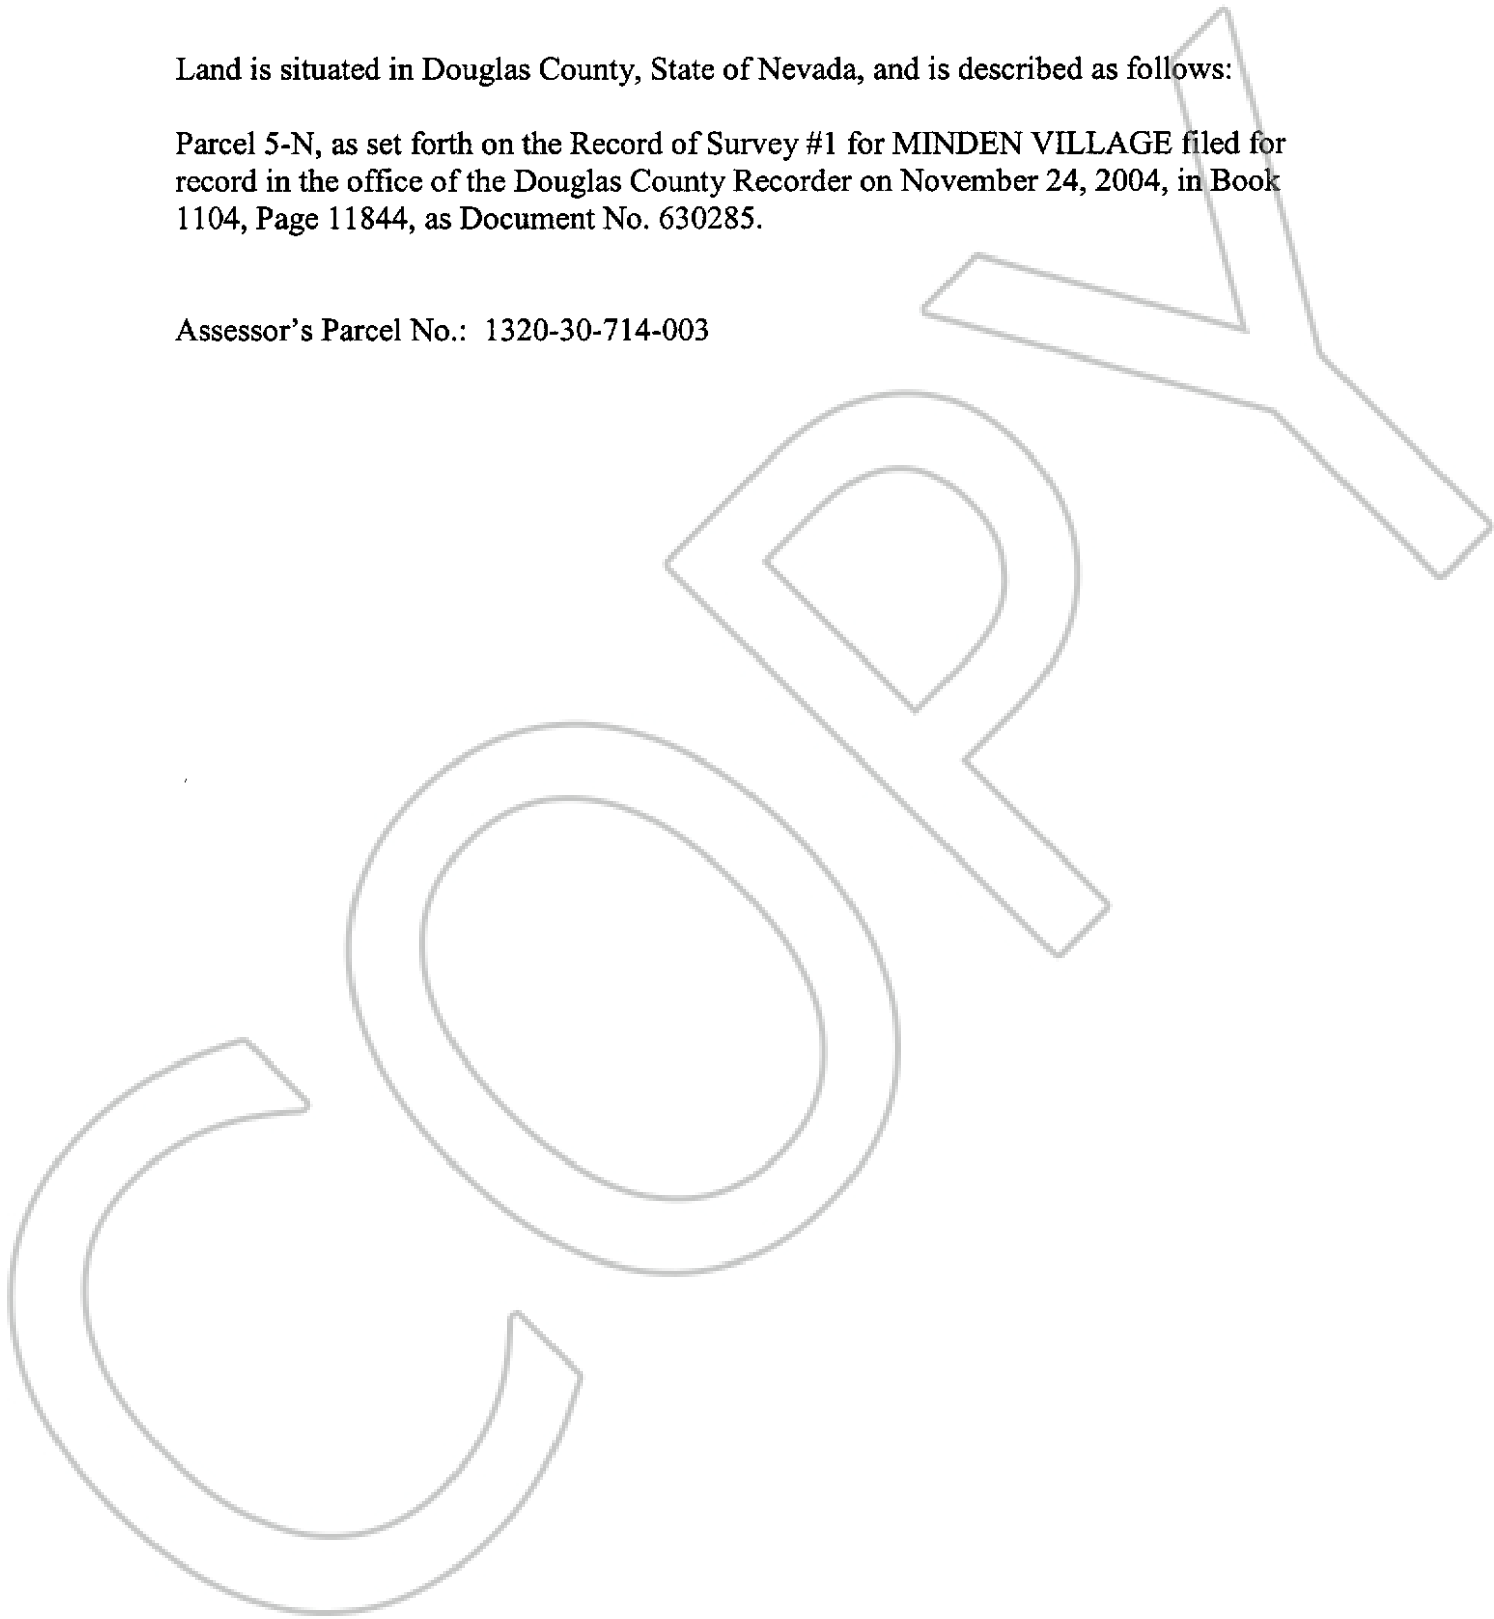 Land is situated in Douglas County, State of Nevada, and is described as follows:
Parcel 5-N, as set forth on the Record of Survey #1 for MINDEN VILLAGE filed for
record in the office of the Douglas County Recorder on November 24, 2004, in Book
1104, Page 11844, as Document No. 630285.
Assessor's Parcel No.: 1320-30-714-003
COPY